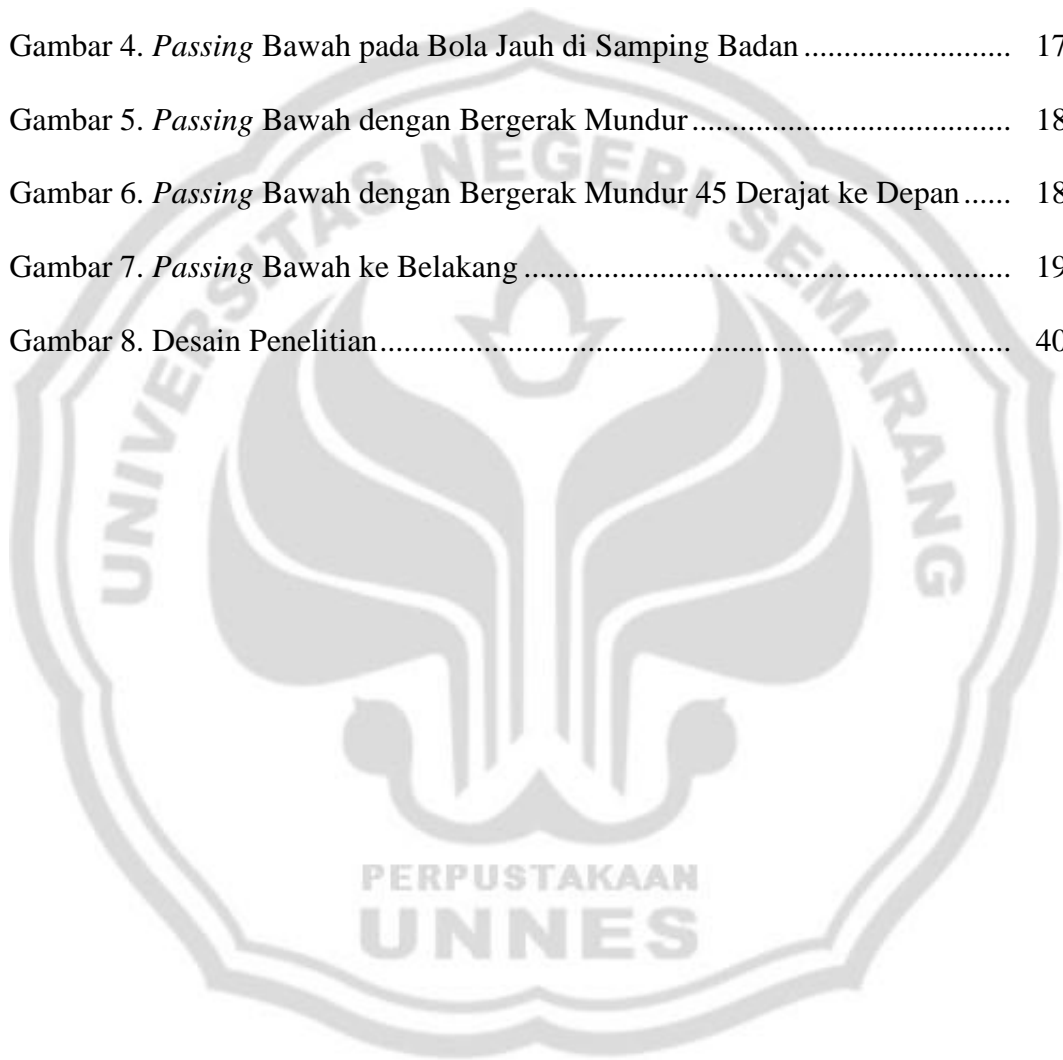 Gambar 4. Passing Bawah pada Bola Jauh di Samping Badan .......................... 17
Gambar 5. Passing Bawah dengan Bergerak Mundur ........................................ 18
Gambar 6. Passing Bawah dengan Bergerak Mundur 45 Derajat ke Depan ...... 18
Gambar 7. Passing Bawah ke Belakang ............................................................. 19
Gambar 8. Desain Penelitian ............................................................................... 40
UNIVERSITAS NEGERI SEMARANG
PERPUSTAKAAN
UNNES